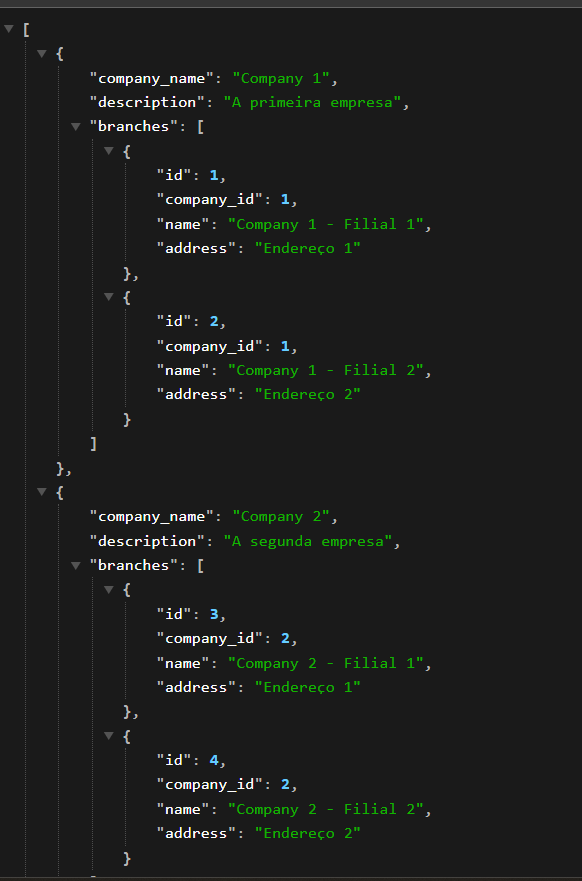 [
{
"company_name": "Company 1",
"description": "A primeira empresa",
"branches": [
{
"id": 1,
"company_id": 1,
"name": "Company 1 - Filial 1",
"address": "Endereço 1"
},
{
"id": 2,
"company_id": 1,
"name": "Company 1 - Filial 2",
"address": "Endereço 2"
}
]
},
{
"company_name": "Company 2",
"description": "A segunda empresa",
"branches": [
{
"id": 3,
"company_id": 2,
"name": "Company 2 - Filial 1",
"address": "Endereço 1"
},
{
"id": 4,
"company_id": 2,
"name": "Company 2 - Filial 2",
"address": "Endereço 2"
}